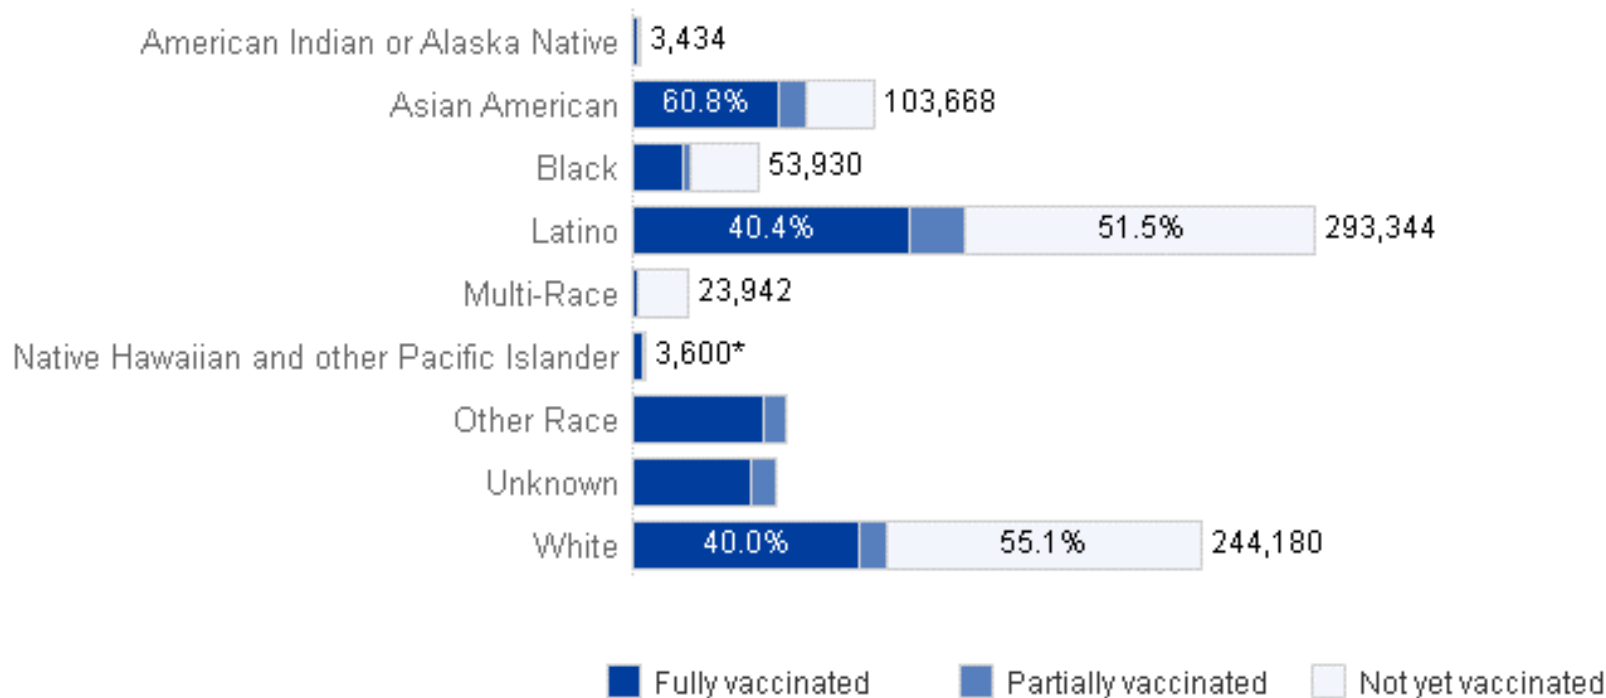 American Indian or Alaska Native 3,434
Asian American 60.8% 103,668
Black 53,930
Latino 40.4% 51.5% 293,344
Multi-Race 23,942
Native Hawaiian and other Pacific Islander 3,600*
Other Race
Unknown
White 40.0% 55.1% 244,180
Fully vaccinated Partially vaccinated Not yet vaccinated